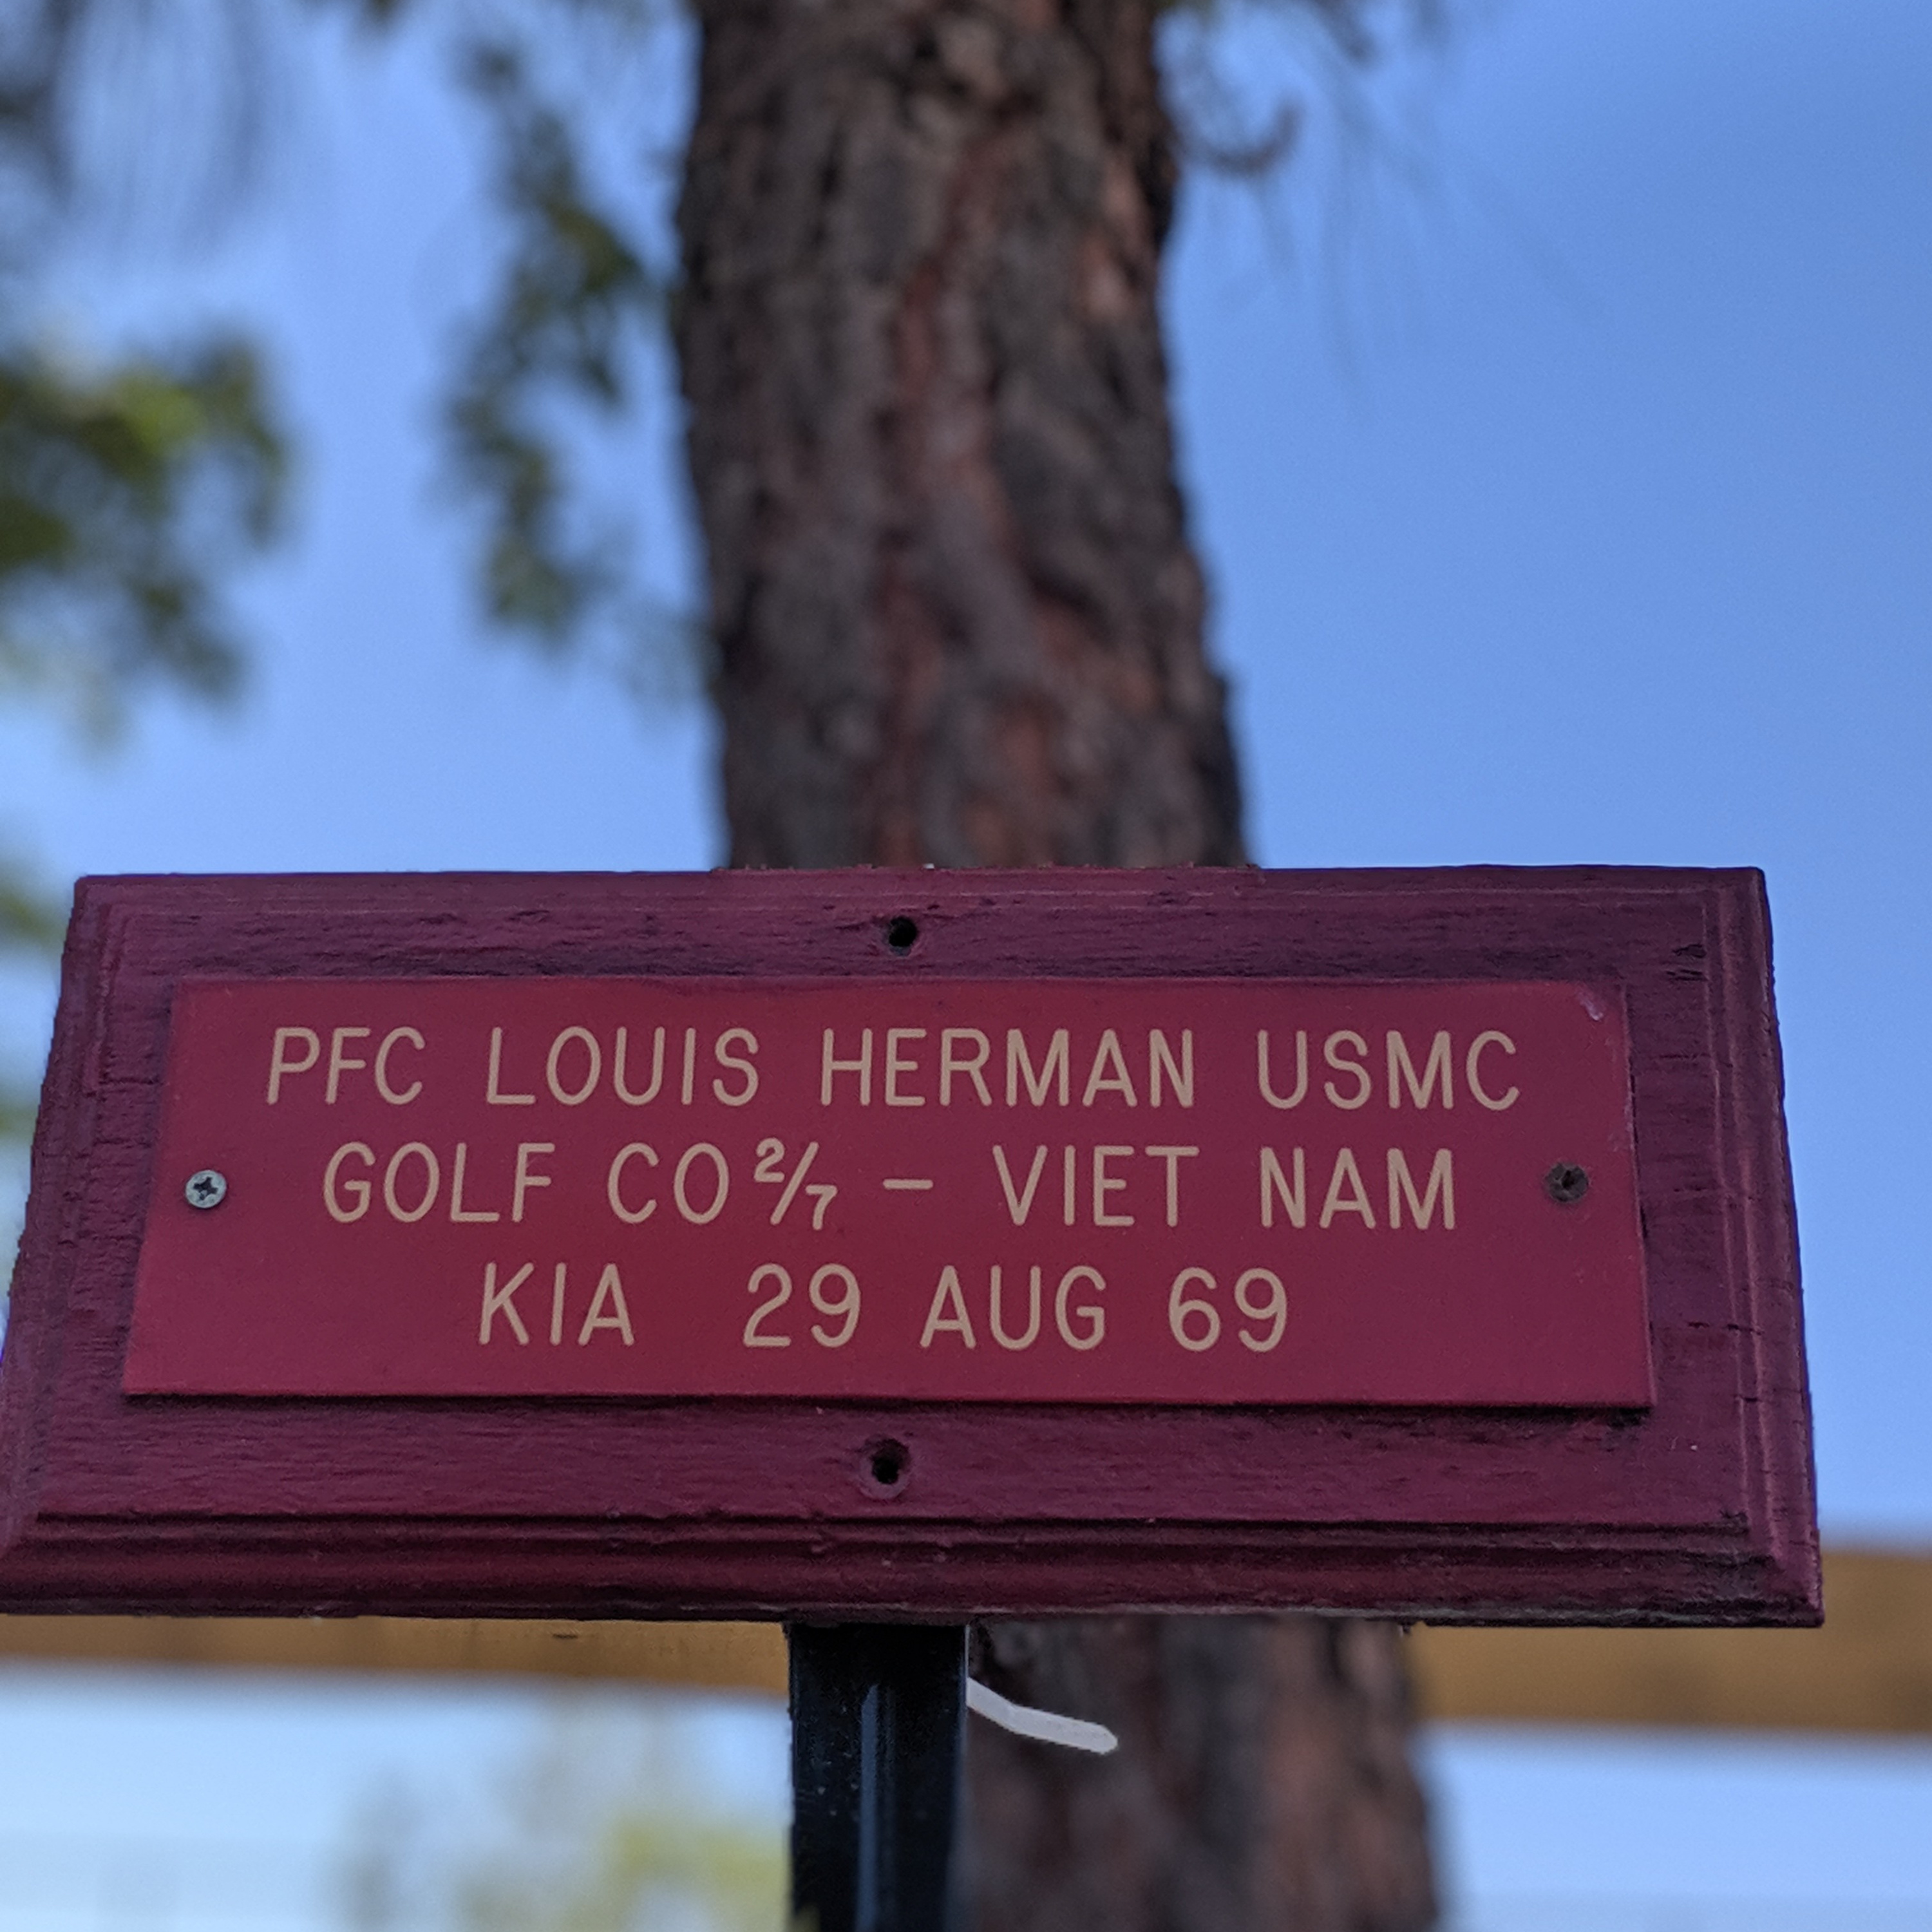 PFC LOUIS HERMAN USMC
GOLF CO 2/7 – VIET NAM
KIA 29 AUG 69